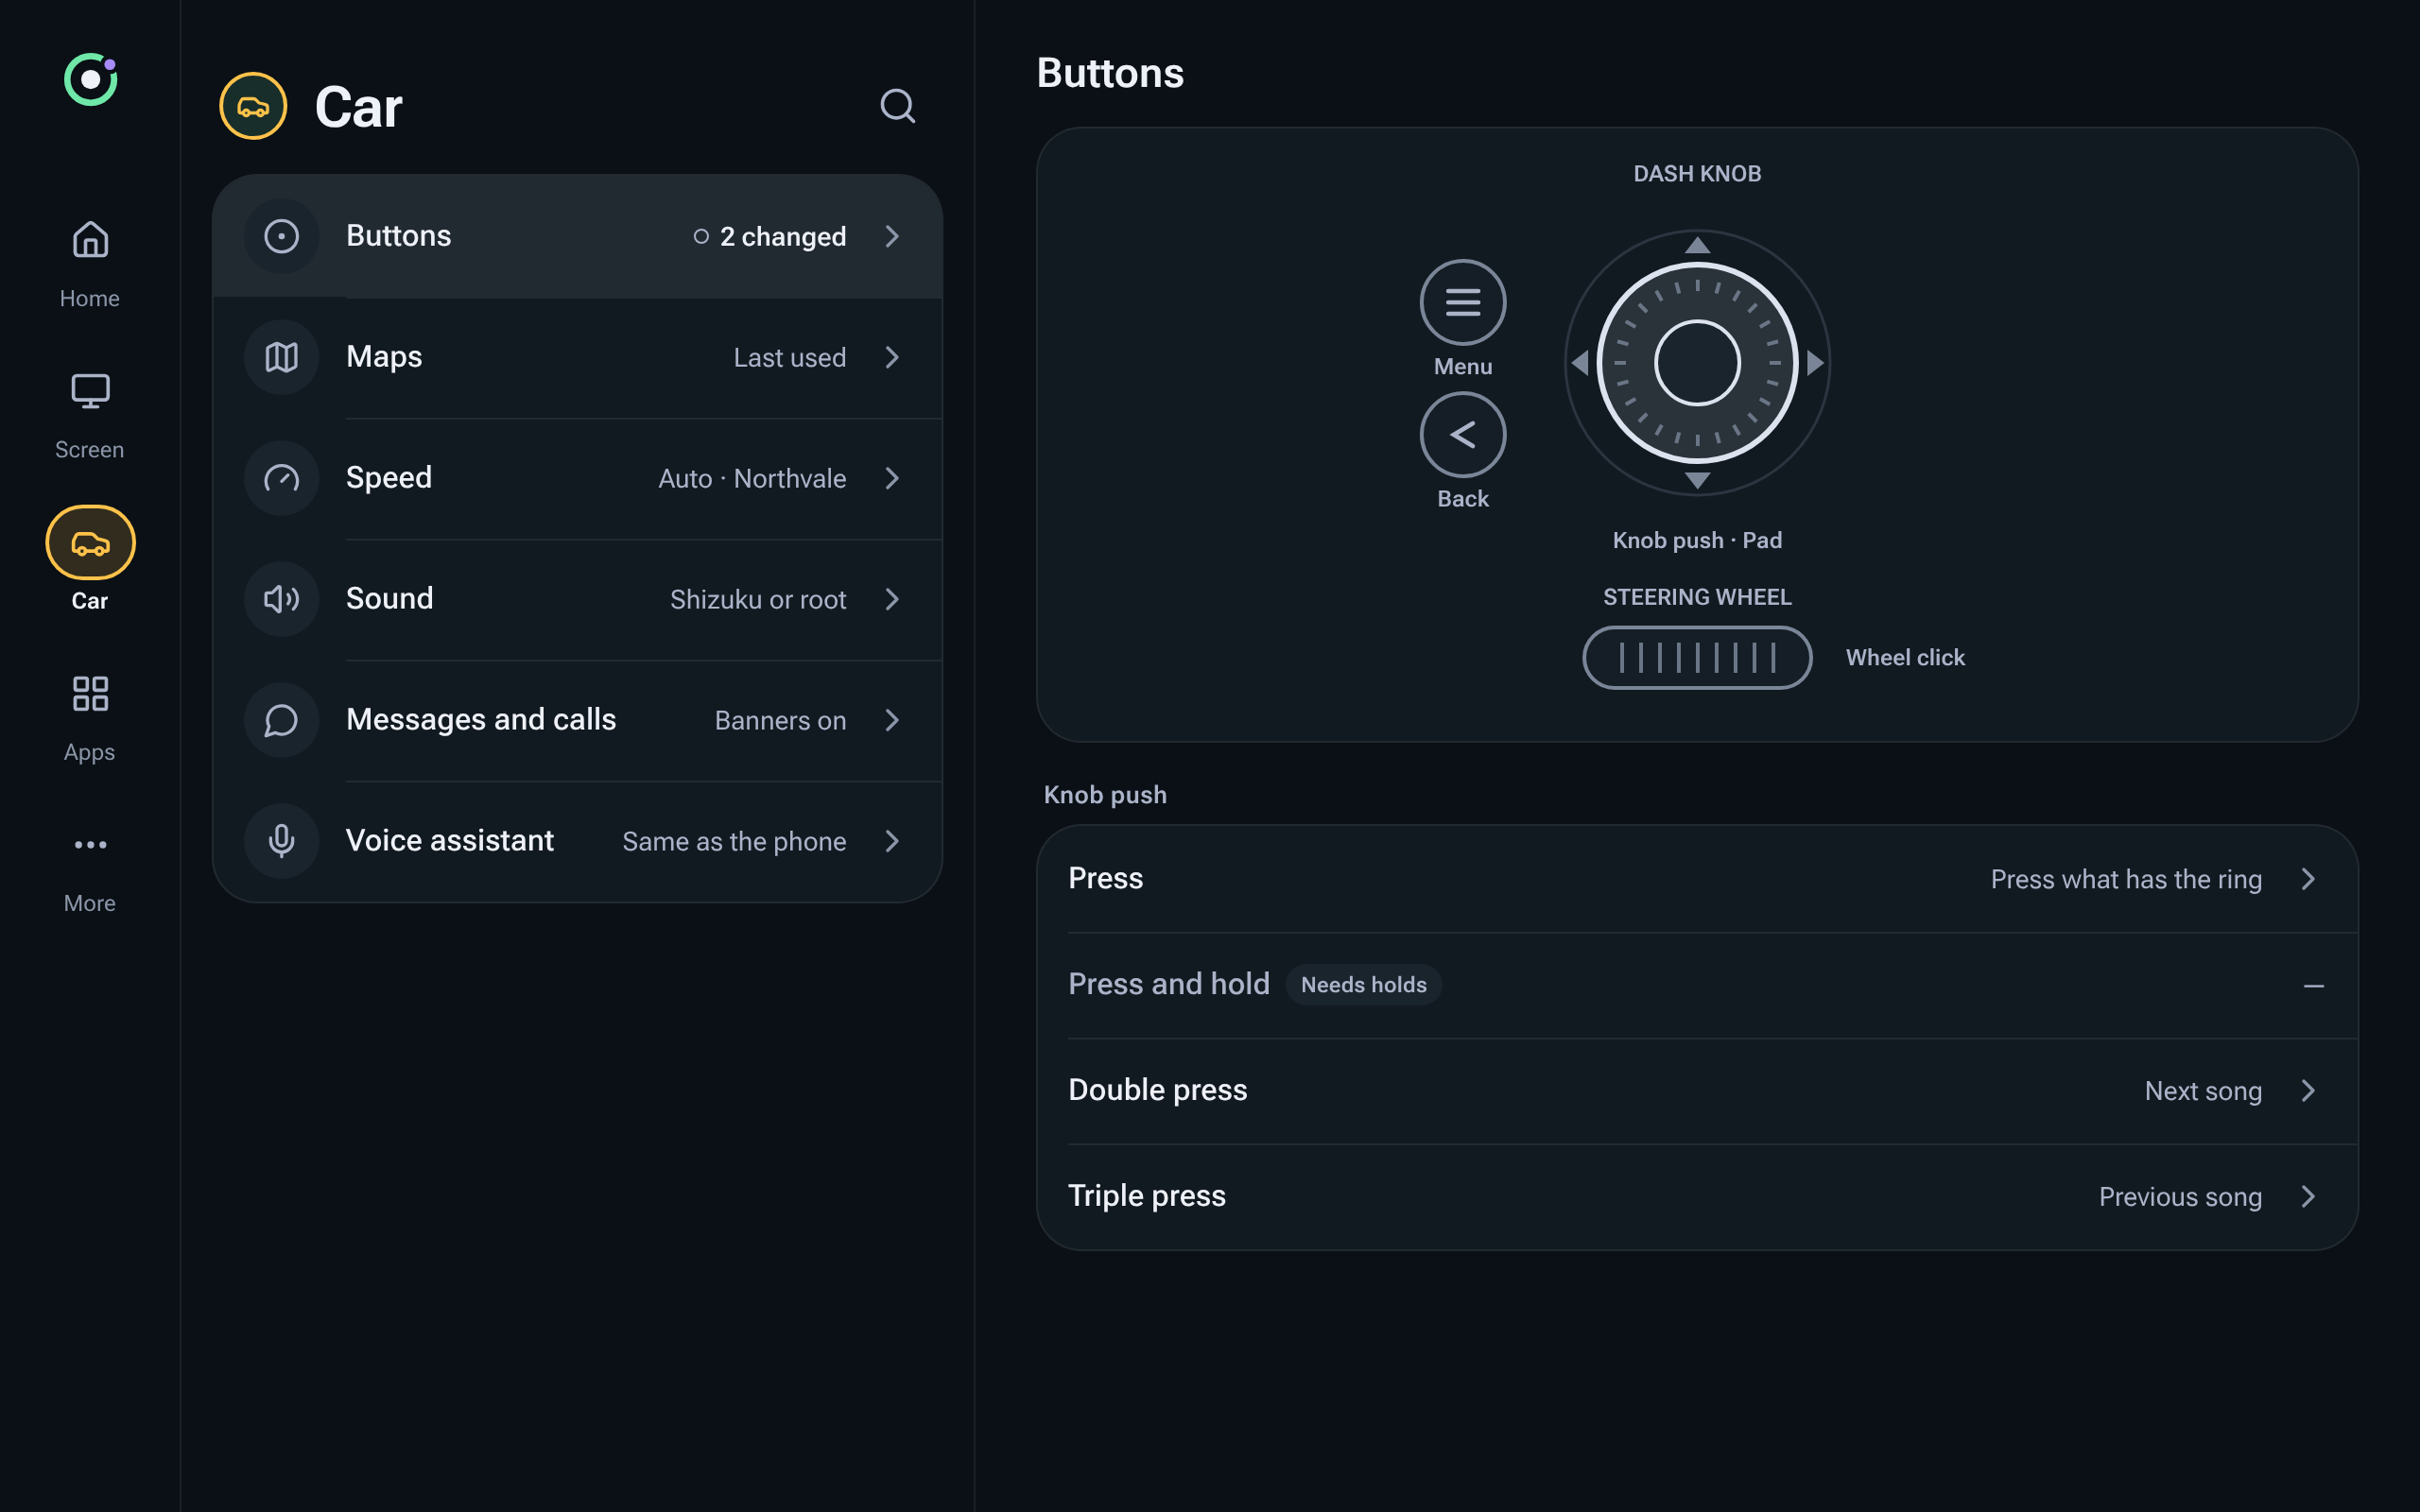 Home
Screen
Car
Apps
More
Car
Buttons
2 changed
Maps
Last used
Speed
Auto · Northvale
Sound
Shizuku or root
Messages and calls
Banners on
Voice assistant
Same as the phone
Buttons
DASH KNOB
Menu
Back
Knob push · Pad
STEERING WHEEL
Wheel click
Knob push
Press
Press what has the ring
Press and hold
Needs holds
–
Double press
Next song
Triple press
Previous song